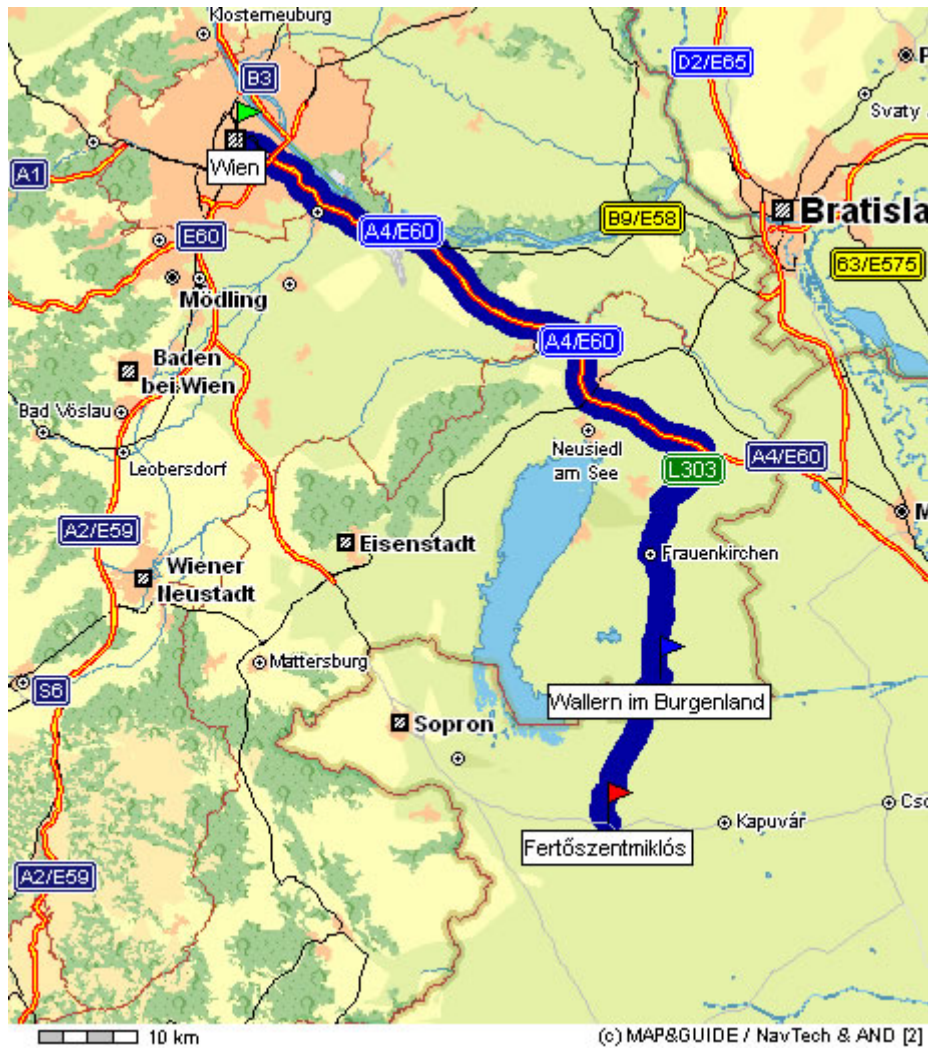 Klosterneuburg
B3
D2/E65
P
Svaty
A1
Wien
Bratisla
B9/E58
A4/E60
E60
63/E575
Mödling
A4/E60
Baden
bei Wien
Bad Vöslau
Neusiedl
am See
A4/E60
Leobersdorf
L303
M
A2/E59
Eisenstadt
Frauenkirchen
Wiener
Neustadt
Mattersburg
S6
Wallern im Burgenland
Sopron
Csc
Kapuvár
Fertőszentmiklós
A2/E59
10 km
(c) MAP&GUIDE / NavTech & AND [2]